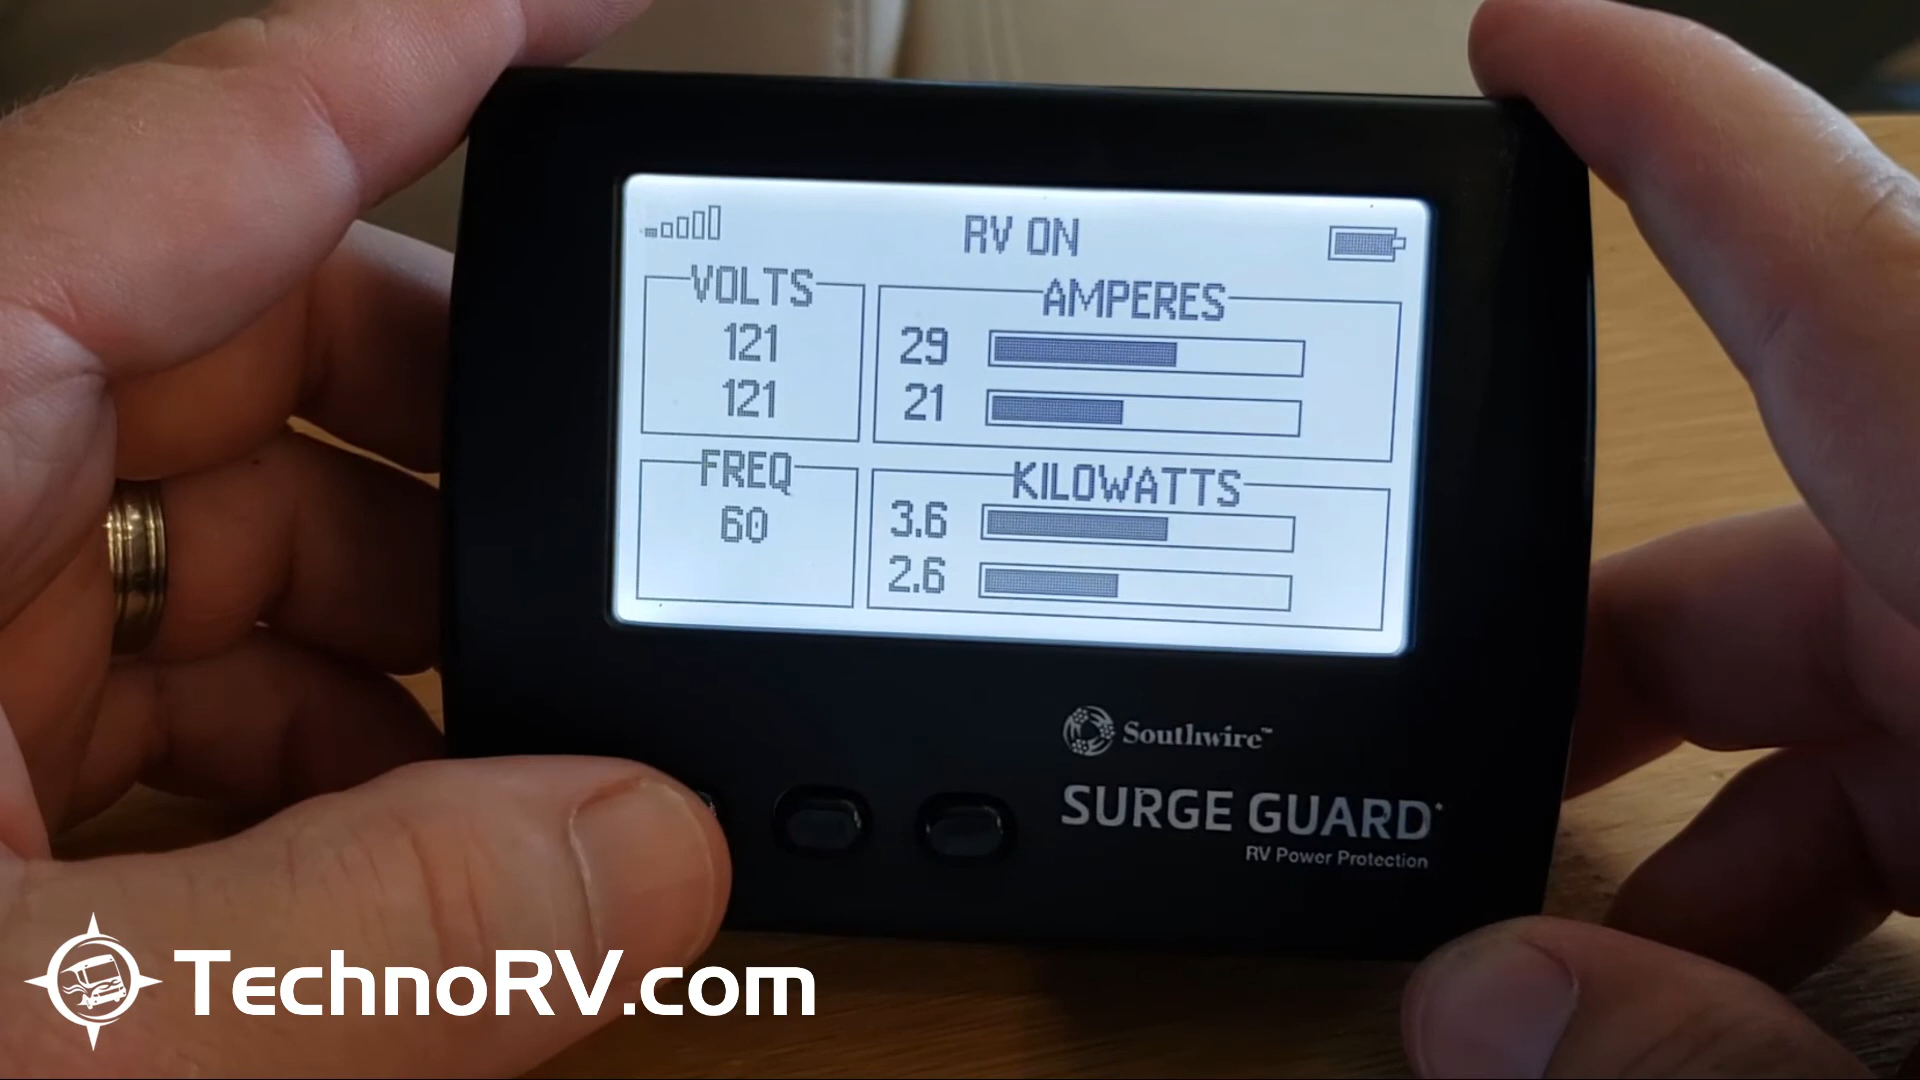 RV ON
VOLTS
121
121
AMPERES
29
21
FREQ
60
KILOWATTS
3.6
2.6
Southwire™
SURGE GUARD
RV Power Protection
TechnoRV.com